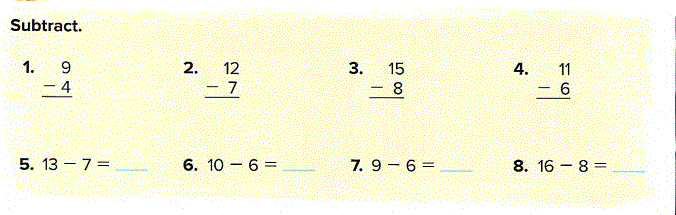 Subtract.
1. 9 2. 12 3. 15 4. 11
− 4 − 7 − 8 − 6
5. 13 − 7 = 6. 10 − 6 = 7. 9 − 6 = 8. 16 − 8 =